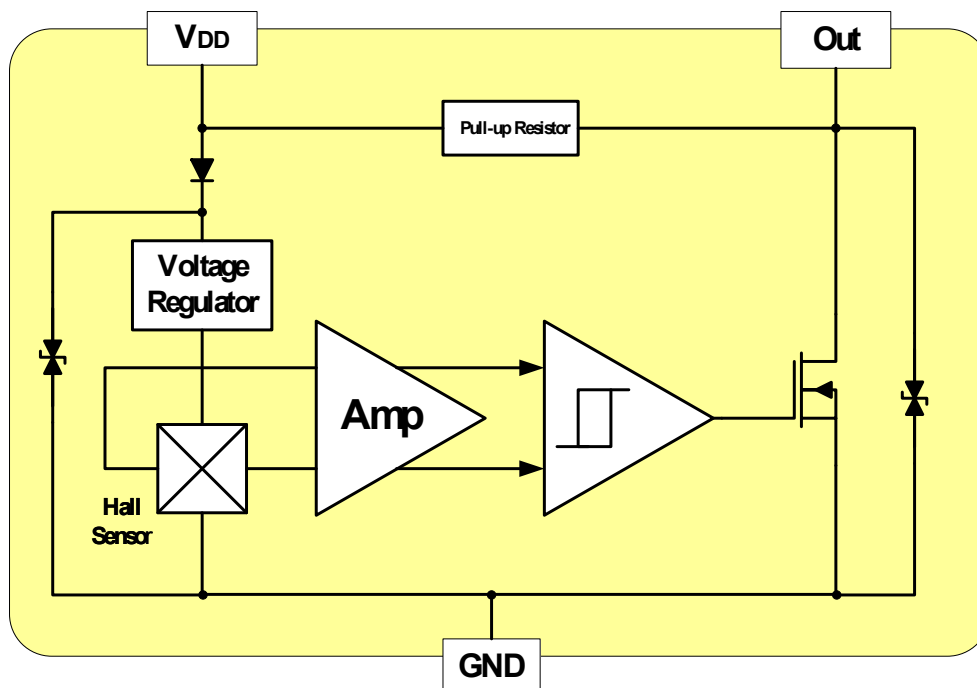 VDD
Out
Pull-up Resistor
Voltage
Regulator
Amp
Hall
Sensor
GND